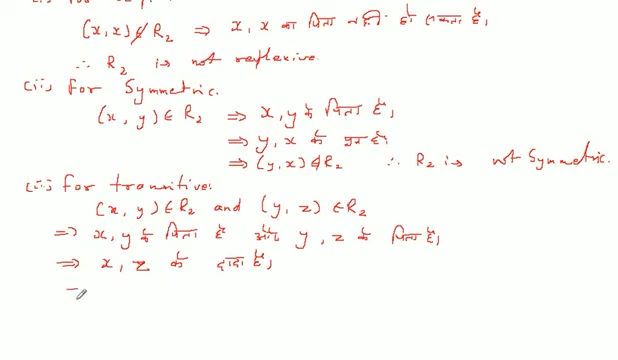 (x, x) ∉ R₂ ⇒ x, x का पिता नहीं हो सकता है,
∴ R₂ is not reflexive.
(ii) For Symmetric.
(x, y) ∈ R₂ ⇒ x, y के पिता हैं,
⇒ y, x के पुत्र हैं।
⇒ (y, x) ∉ R₂ ∴ R₂ is not Symmetric.
(iii) For transitive:
(x, y) ∈ R₂ and (y, z) ∈ R₂
⇒ x, y के पिता हैं और y, z के पिता हैं,
⇒ x, z के दादा हैं,